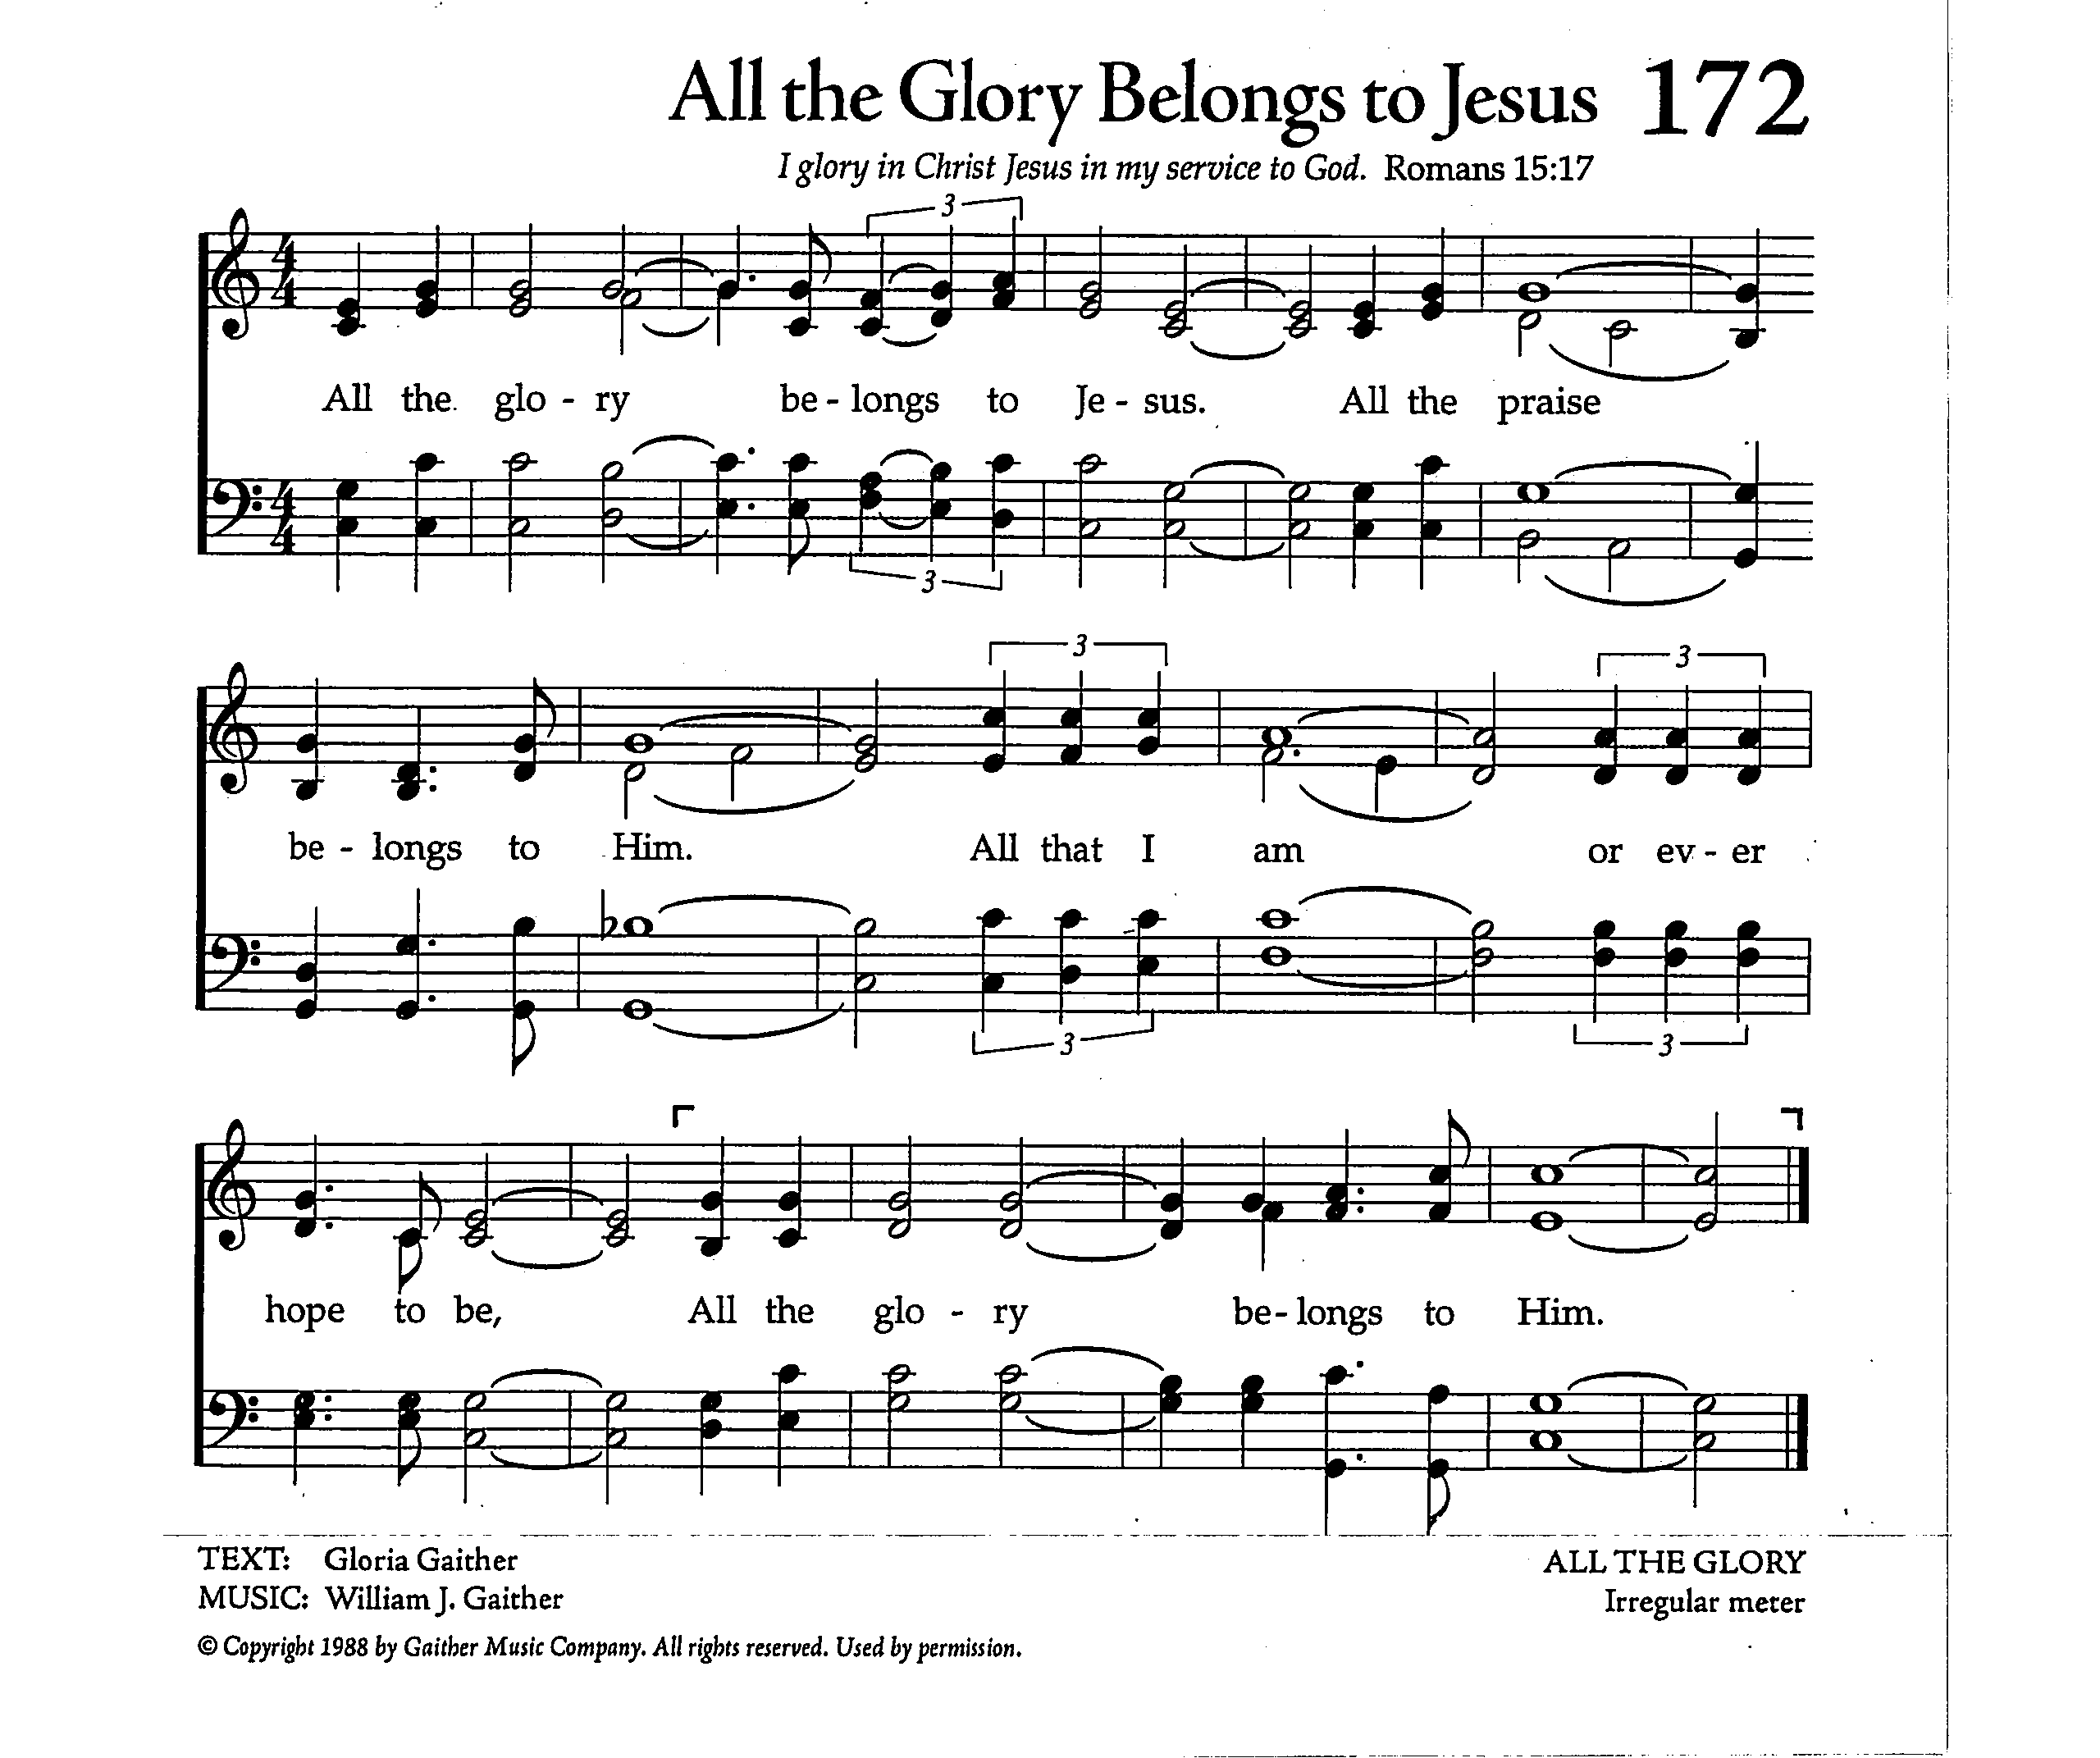 All the Glory Belongs to Jesus 172
I glory in Christ Jesus in my service to God. Romans 15:17
3
4 4
All the glo - ry be - longs to Je - sus. All the praise
4 4
3
3 3
be - longs to Him. All that I am or ev - er
3 3
hope to be, All the glo - ry be - longs to Him.
TEXT: Gloria Gaither
MUSIC: William J. Gaither
ALL THE GLORY
Irregular meter
© Copyright 1988 by Gaither Music Company. All rights reserved. Used by permission.